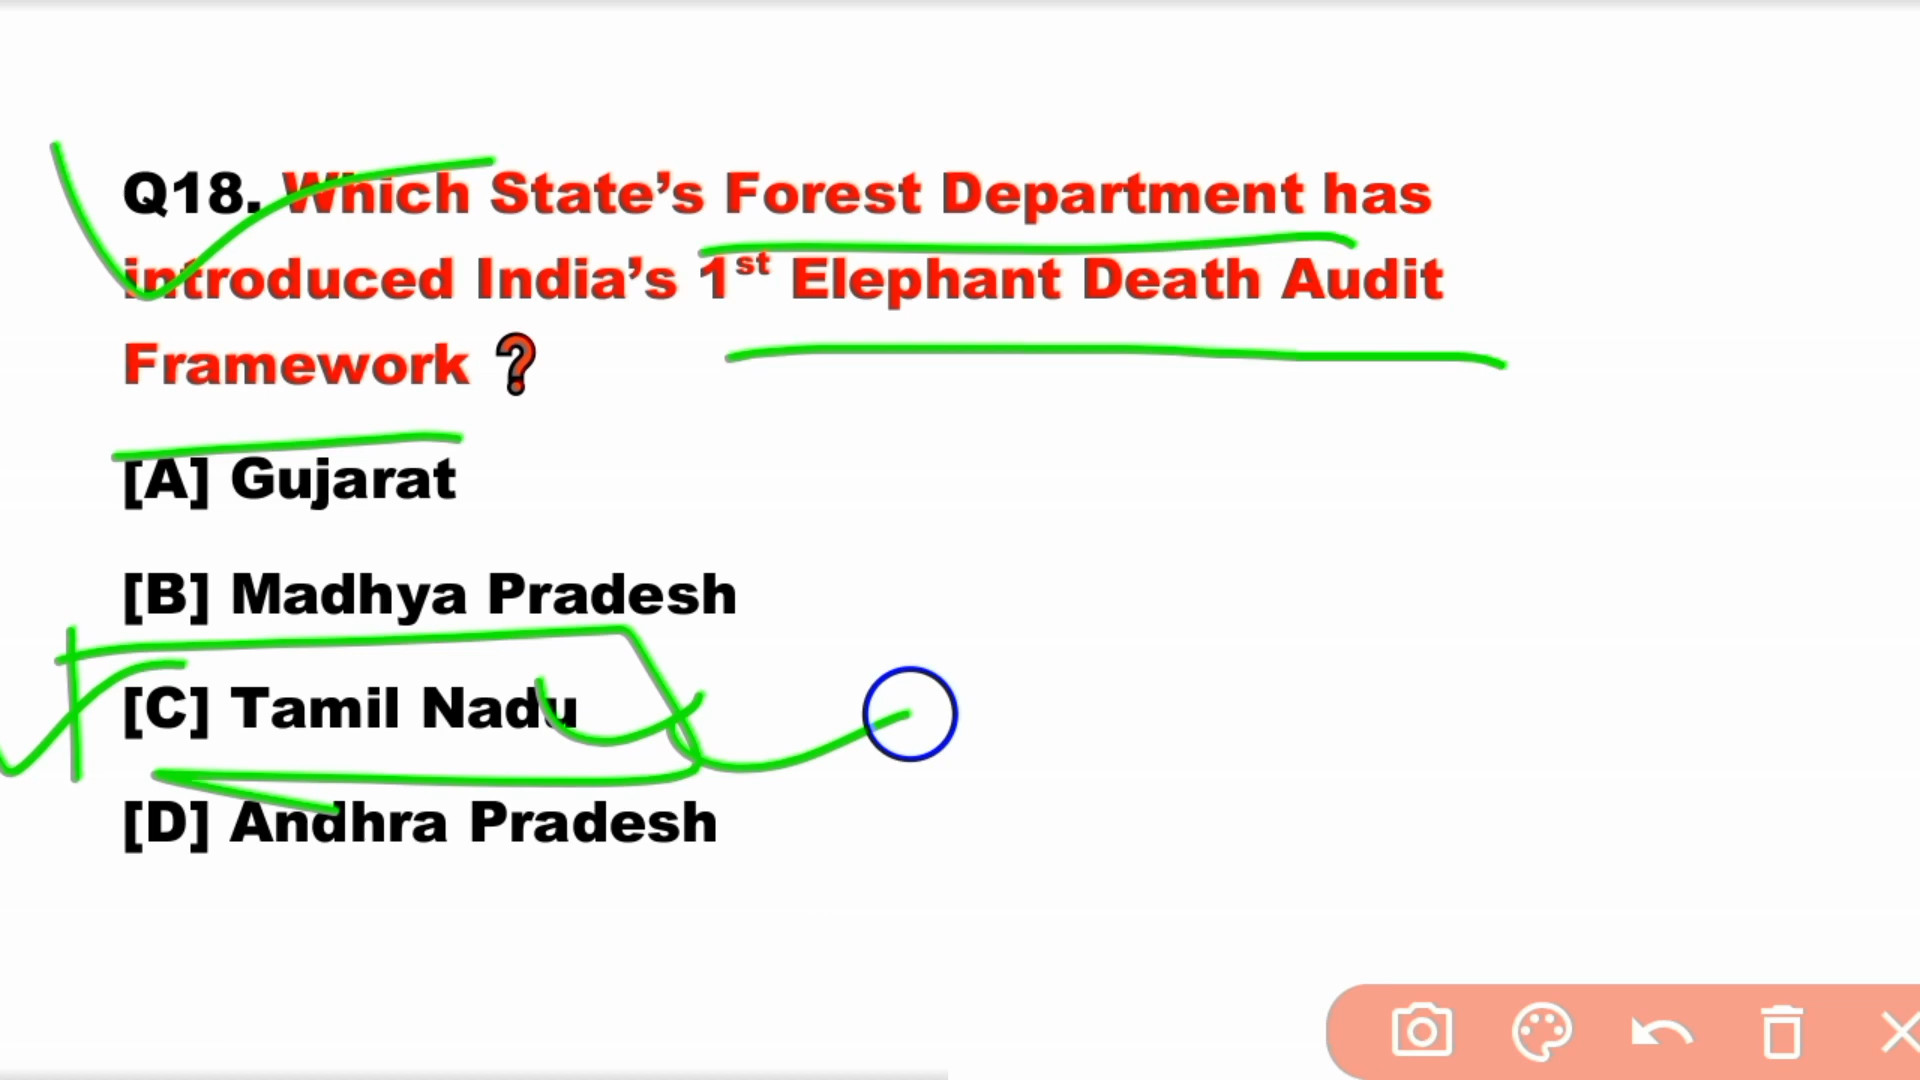 Q18. Which State’s Forest Department has
introduced India’s 1st Elephant Death Audit
Framework ?
[A] Gujarat
[B] Madhya Pradesh
[C] Tamil Nadu
[D] Andhra Pradesh